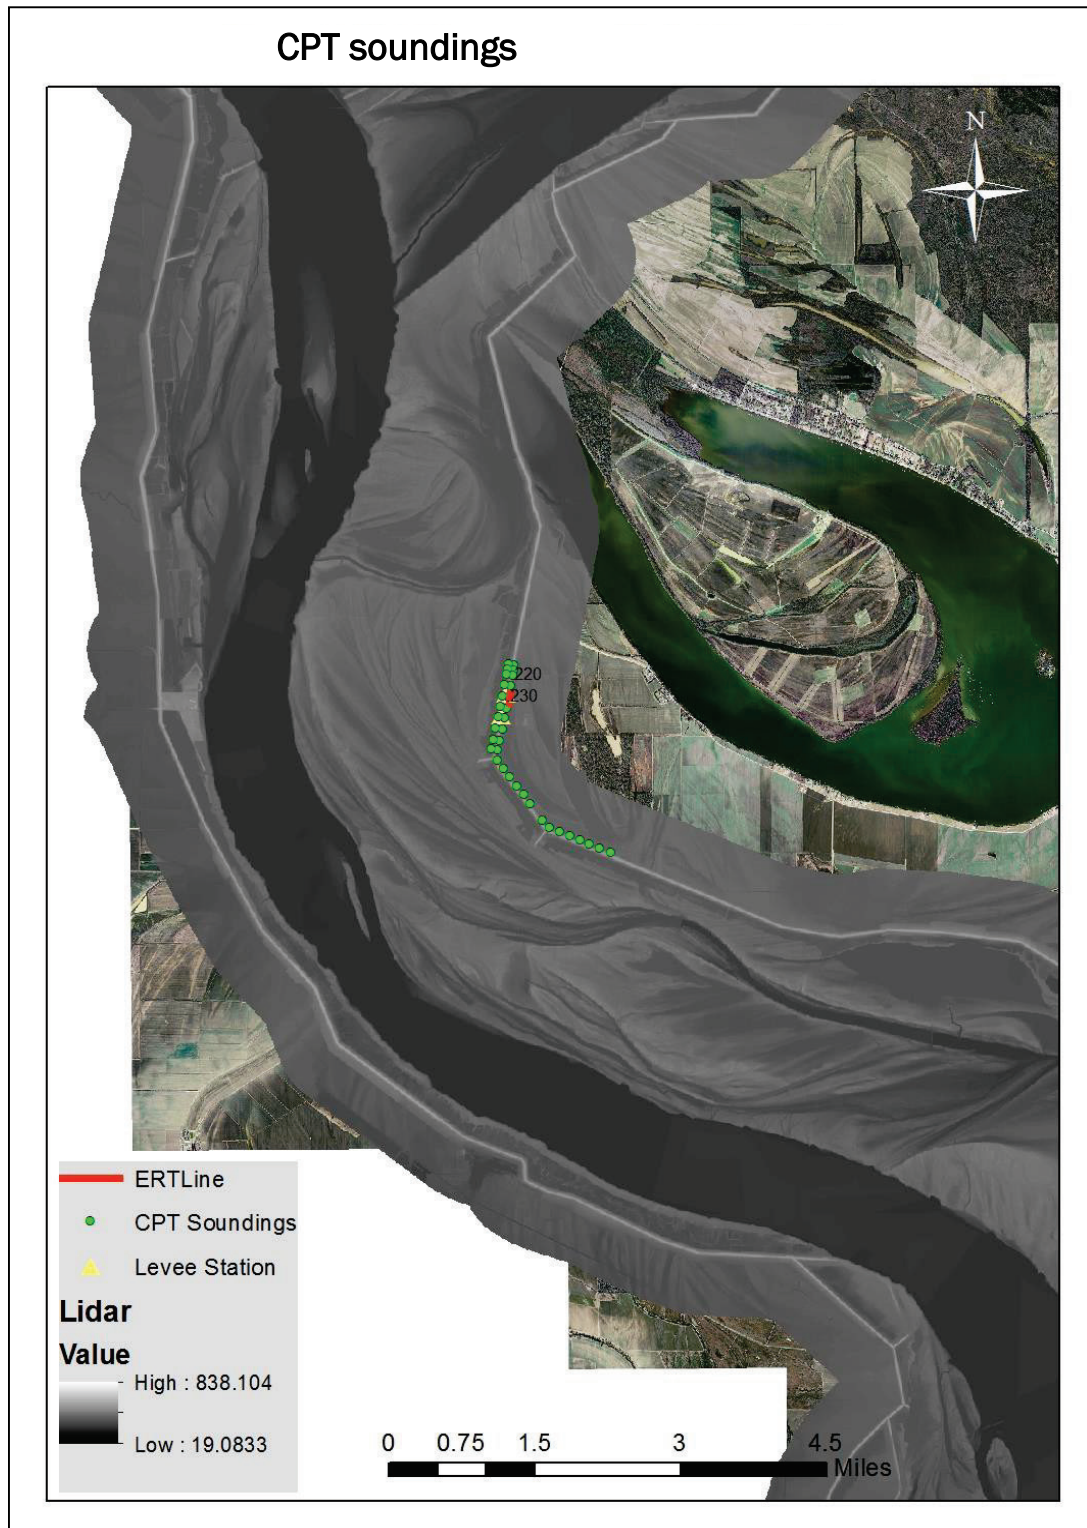 CPT soundings
N
220
230
ERTLine
CPT Soundings
Levee Station
Lidar
Value
High : 838.104
Low : 19.0833
0 0.75 1.5 3 4.5
Miles